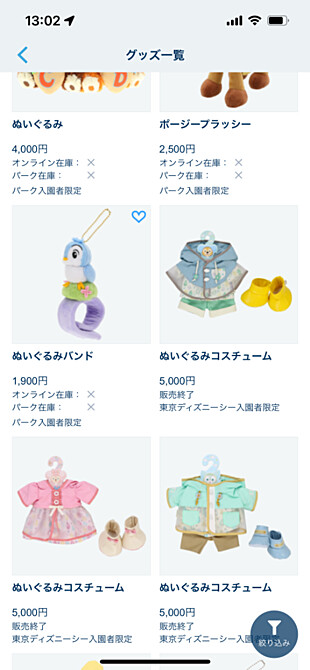 13:02
グッズ一覧
C D
ぬいぐるみ
4,000円
オンライン在庫： ×
パーク在庫： ×
パーク入園者限定
ポージープラッシー
2,500円
オンライン在庫： ×
パーク在庫： ×
パーク入園者限定
ぬいぐるみバンド
1,900円
オンライン在庫： ×
パーク在庫： ×
パーク入園者限定
ぬいぐるみコスチューム
5,000円
販売終了
東京ディズニーシー入園者限定
ぬいぐるみコスチューム
5,000円
販売終了
東京ディズニーシー入園者限定
ぬいぐるみコスチューム
5,000円
販売終了
東京ディズニーシー入園者限定
絞り込み